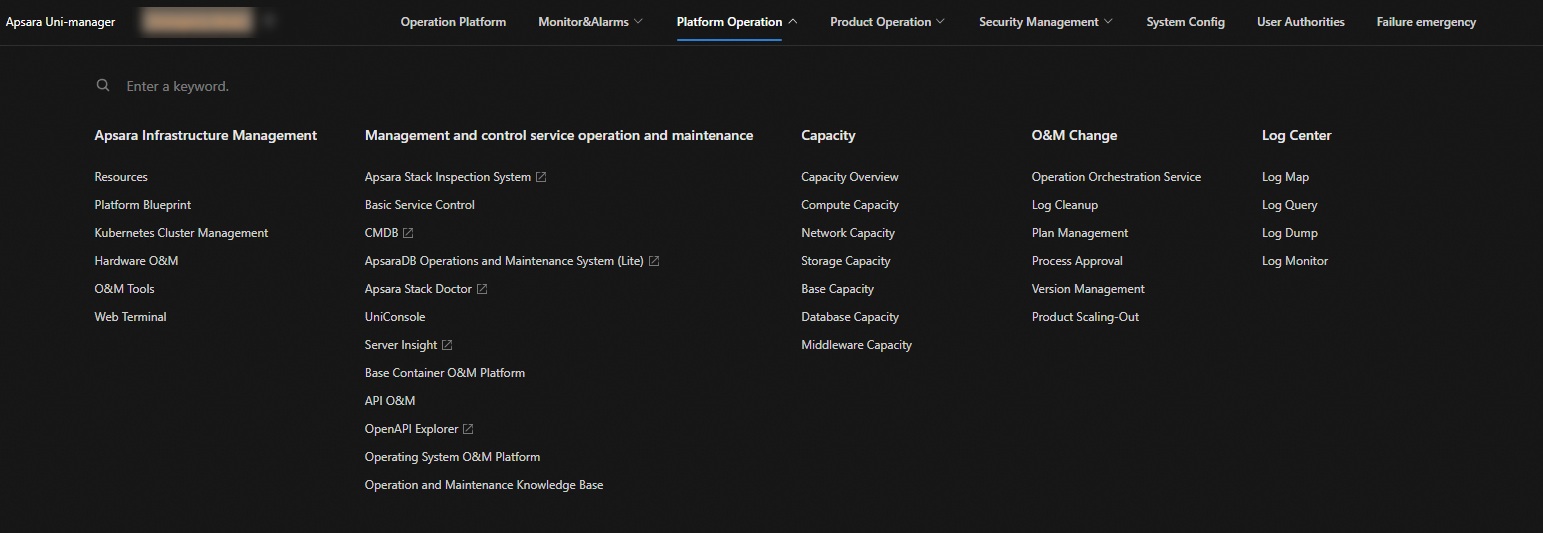 Apsara Uni-manager
Operation Platform
Monitor&Alarms
Platform Operation
Product Operation
Security Management
System Config
User Authorities
Failure emergency
Enter a keyword.
Apsara Infrastructure Management
Resources
Platform Blueprint
Kubernetes Cluster Management
Hardware O&M
O&M Tools
Web Terminal
Management and control service operation and maintenance
Apsara Stack Inspection System
Basic Service Control
CMDB
ApsaraDB Operations and Maintenance System (Lite)
Apsara Stack Doctor
UniConsole
Server Insight
Base Container O&M Platform
API O&M
OpenAPI Explorer
Operating System O&M Platform
Operation and Maintenance Knowledge Base
Capacity
Capacity Overview
Compute Capacity
Network Capacity
Storage Capacity
Base Capacity
Database Capacity
Middleware Capacity
O&M Change
Operation Orchestration Service
Log Cleanup
Plan Management
Process Approval
Version Management
Product Scaling-Out
Log Center
Log Map
Log Query
Log Dump
Log Monitor